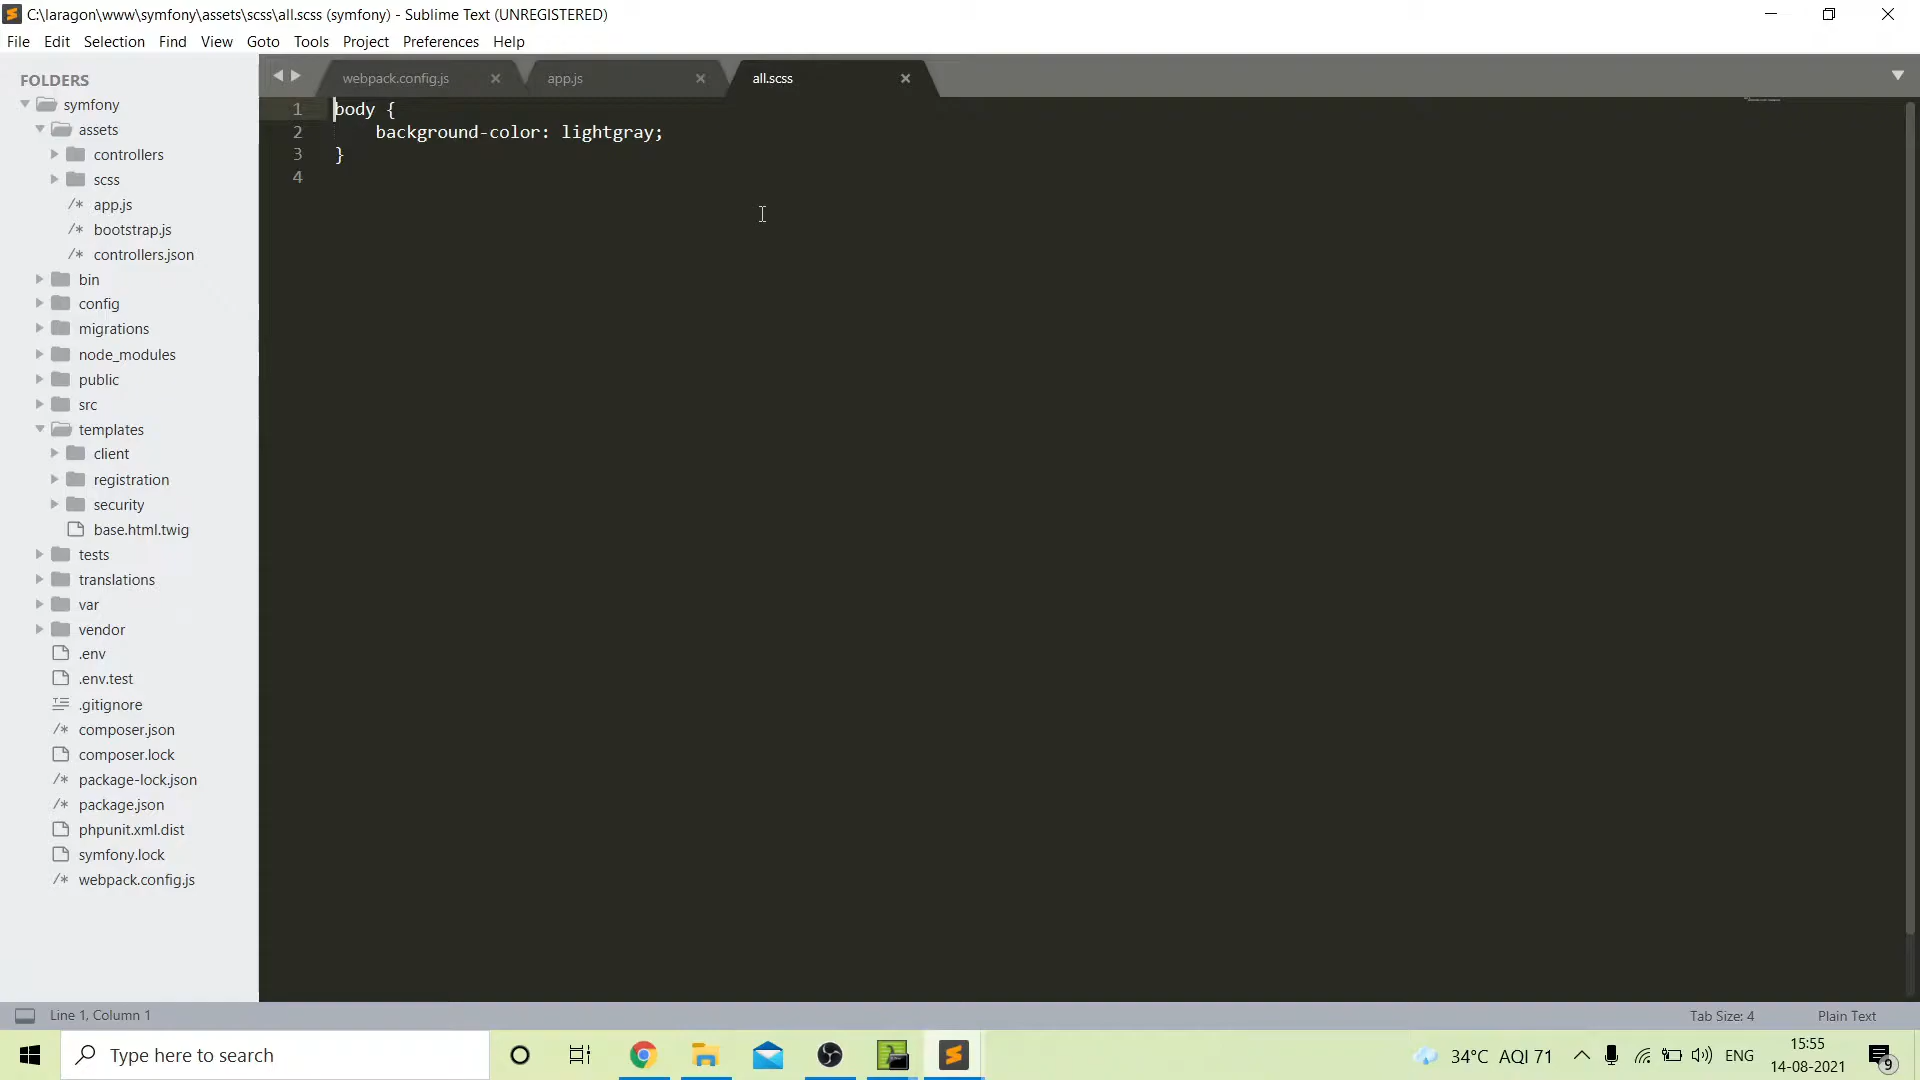 C:\laragon\www\symfony\assets\scss\all.scss (symfony) - Sublime Text (UNREGISTERED)
File Edit Selection Find View Goto Tools Project Preferences Help
FOLDERS
symfony
assets
controllers
scss
/* app.js
/* bootstrap.js
/* controllers.json
bin
config
migrations
node_modules
public
src
templates
client
registration
security
base.html.twig
tests
translations
var
vendor
.env
.env.test
.gitignore
/* composer.json
composer.lock
/* package-lock.json
/* package.json
phpunit.xml.dist
symfony.lock
/* webpack.config.js
webpack.config.js app.js all.scss
1 body {
2 background-color: lightgray;
3 }
4
Line 1, Column 1 Tab Size: 4 Plain Text
Type here to search
34°C AQI 71 ENG
15:55
14-08-2021
9